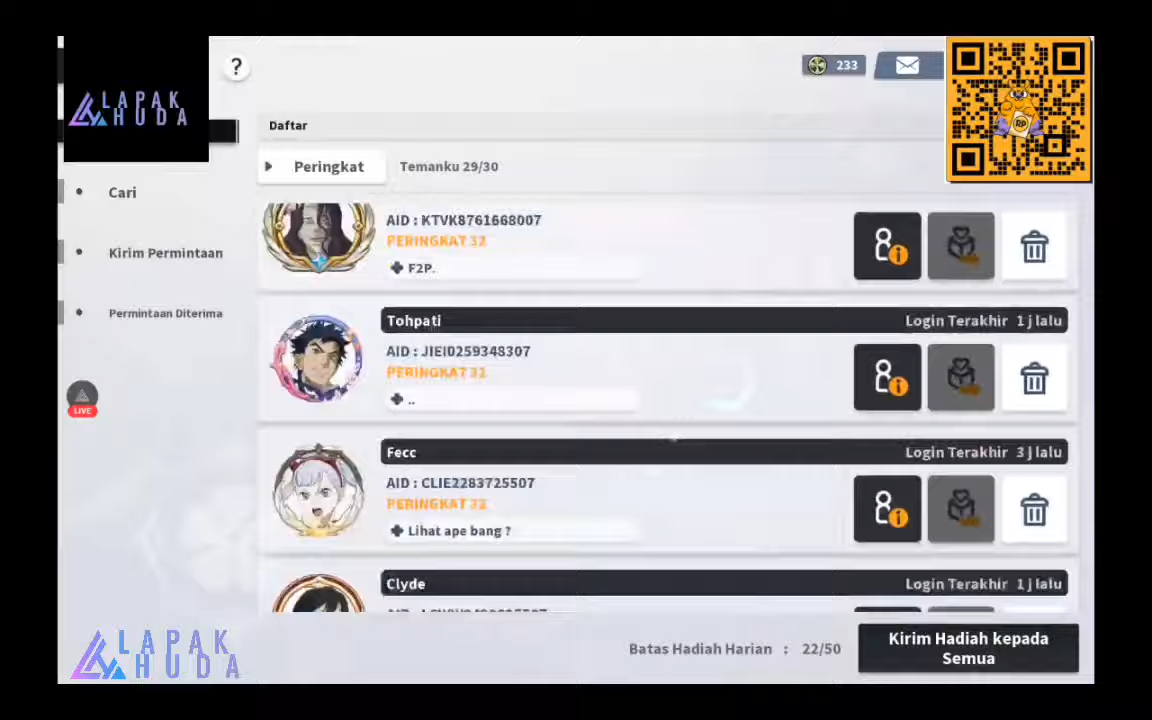 LAPAK
HUDA
?
233
Daftar
Peringkat
Temanku 29/30
Cari
Kirim Permintaan
Permintaan Diterima
LIVE
AID : KTVK8761668007
PERINGKAT 32
F2P.
Tohpati
Login Terakhir 1 j lalu
AID : JIEI0259348307
PERINGKAT 32
..
Fecc
Login Terakhir 3 j lalu
AID : CLIE2283725507
PERINGKAT 32
Lihat ape bang ?
Clyde
Login Terakhir 1 j lalu
LAPAK
HUDA
Batas Hadiah Harian : 22/50
Kirim Hadiah kepada
Semua
RP